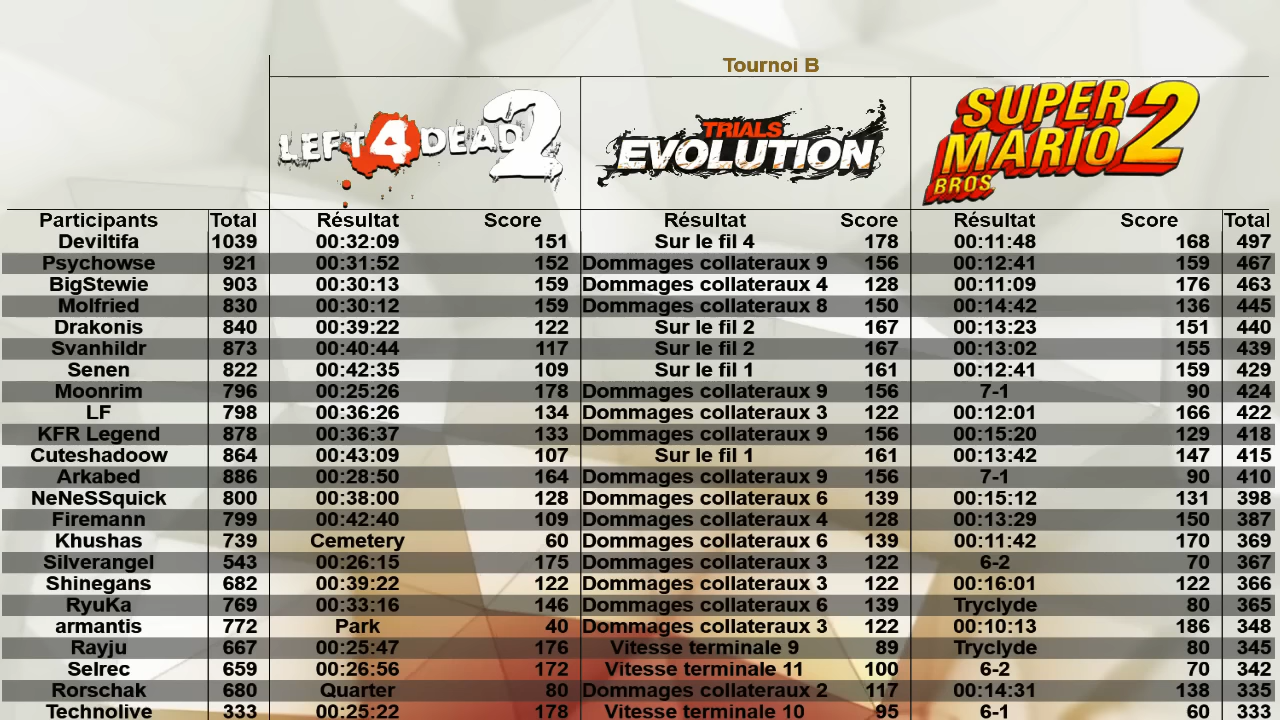 Tournoi B
LEFT 4 DEAD 2
TRIALS EVOLUTION
SUPER MARIO BROS 2
Participants Total Résultat Score Résultat Score Résultat Score Total
Deviltifa 1039 00:32:09 151 Sur le fil 4 178 00:11:48 168 497
Psychowse 921 00:31:52 152 Dommages collateraux 9 156 00:12:41 159 467
BigStewie 903 00:30:13 159 Dommages collateraux 4 128 00:11:09 176 463
Molfried 830 00:30:12 159 Dommages collateraux 8 150 00:14:42 136 445
Drakonis 840 00:39:22 122 Sur le fil 2 167 00:13:23 151 440
Svanhildr 873 00:40:44 117 Sur le fil 2 167 00:13:02 155 439
Senen 822 00:42:35 109 Sur le fil 1 161 00:12:41 159 429
Moonrim 796 00:25:26 178 Dommages collateraux 9 156 7-1 90 424
LF 798 00:36:26 134 Dommages collateraux 3 122 00:12:01 166 422
KFR Legend 878 00:36:37 133 Dommages collateraux 9 156 00:15:20 129 418
Cuteshadoow 864 00:43:09 107 Sur le fil 1 161 00:13:42 147 415
Arkabed 886 00:28:50 164 Dommages collateraux 9 156 7-1 90 410
NeNeSSquick 800 00:38:00 128 Dommages collateraux 6 139 00:15:12 131 398
Firemann 799 00:42:40 109 Dommages collateraux 4 128 00:13:29 150 387
Khushas 739 Cemetery 60 Dommages collateraux 6 139 00:11:42 170 369
Silverangel 543 00:26:15 175 Dommages collateraux 3 122 6-2 70 367
Shinegans 682 00:39:22 122 Dommages collateraux 3 122 00:16:01 122 366
RyuKa 769 00:33:16 146 Dommages collateraux 6 139 Tryclyde 80 365
armantis 772 Park 40 Dommages collateraux 3 122 00:10:13 186 348
Rayju 667 00:25:47 176 Vitesse terminale 9 89 Tryclyde 80 345
Selrec 659 00:26:56 172 Vitesse terminale 11 100 6-2 70 342
Rorschak 680 Quarter 80 Dommages collateraux 2 117 00:14:31 138 335
Technolive 333 00:25:22 178 Vitesse terminale 10 95 6-1 60 333